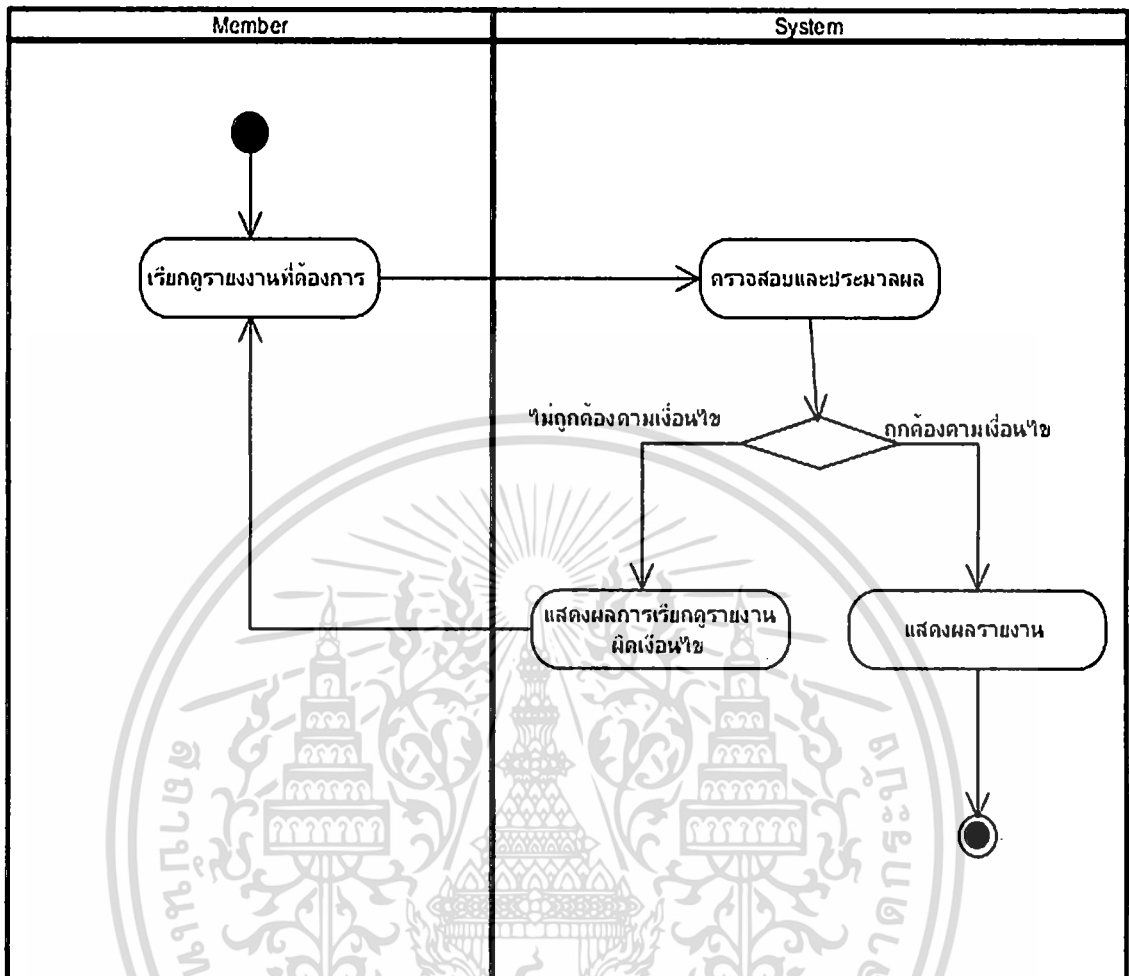 Member
System
เรียกดูรายงงานที่ต้องการ
ตรวจสอบและประมวลผล
ไม่ถูกต้องตามเงื่อนไข
ถูกต้องตามเงื่อนไข
แสดงผลการเรียกดูรายงาน
ผิดเงื่อนไข
แสดงผลรายงาน